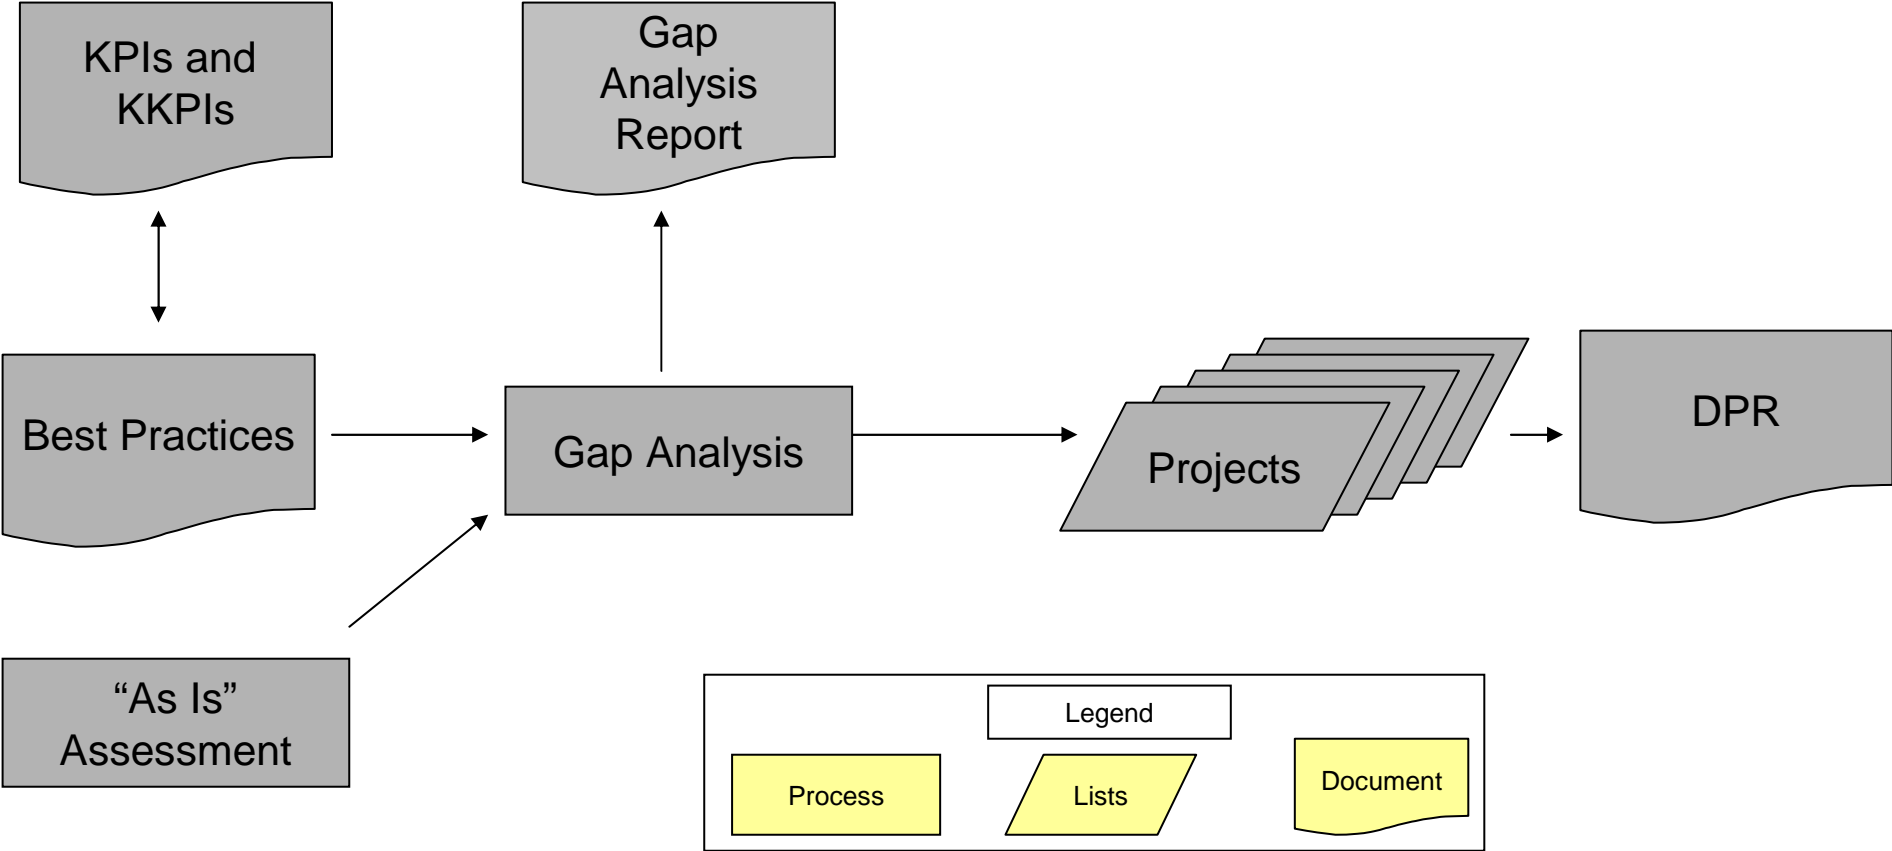 KPIs and
KKPIs
Gap
Analysis
Report
Best Practices
Gap Analysis
Projects
DPR
“As Is”
Assessment
Legend
Process
Lists
Document